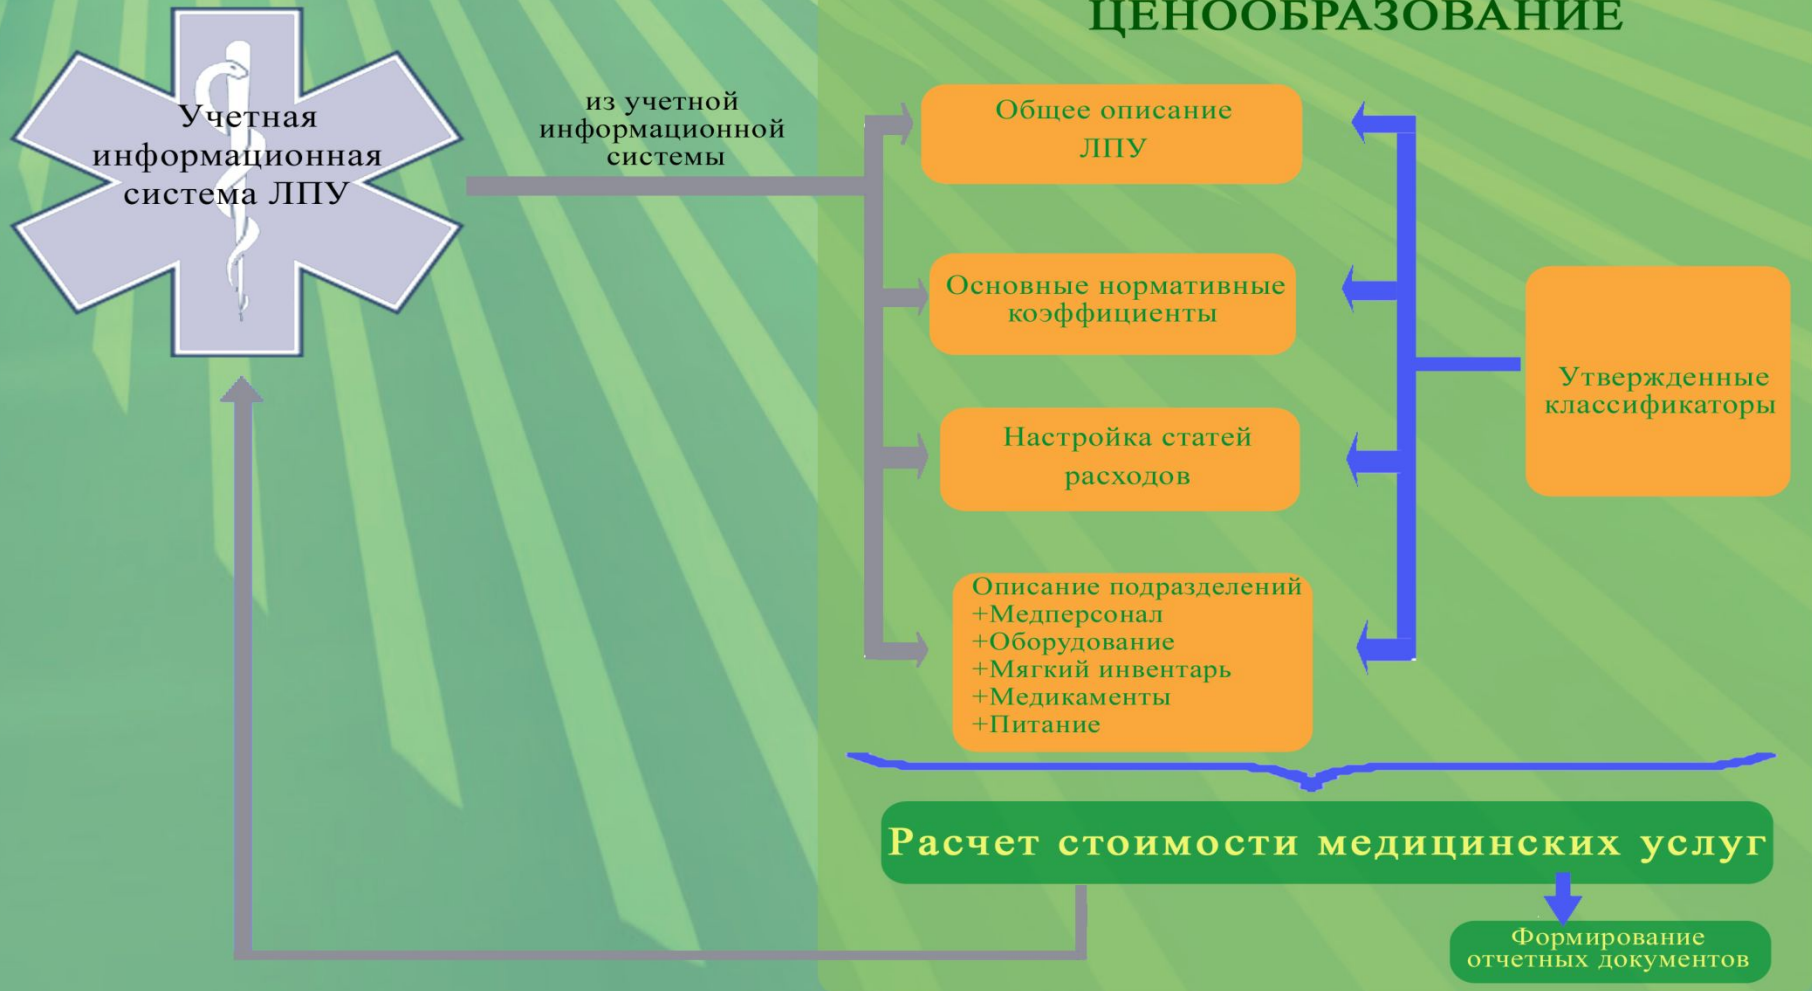 ЦЕНООБРАЗОВАНИЕ
Учетная
информационная
система ЛПУ
из учетной
информационной
системы
Общее описание
ЛПУ
Основные нормативные
коэффициенты
Настройка статей
расходов
Описание подразделений
+Медперсонал
+Оборудование
+Мягкий инвентарь
+Медикаменты
+Питание
Утвержденные
классификаторы
Расчет стоимости медицинских услуг
Формирование
отчетных документов